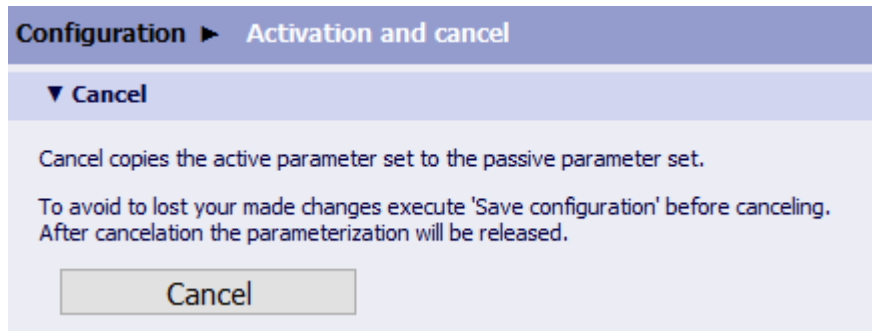 Configuration ► Activation and cancel
▼ Cancel
Cancel copies the active parameter set to the passive parameter set.
To avoid to lost your made changes execute 'Save configuration' before canceling.
After cancelation the parameterization will be released.
Cancel